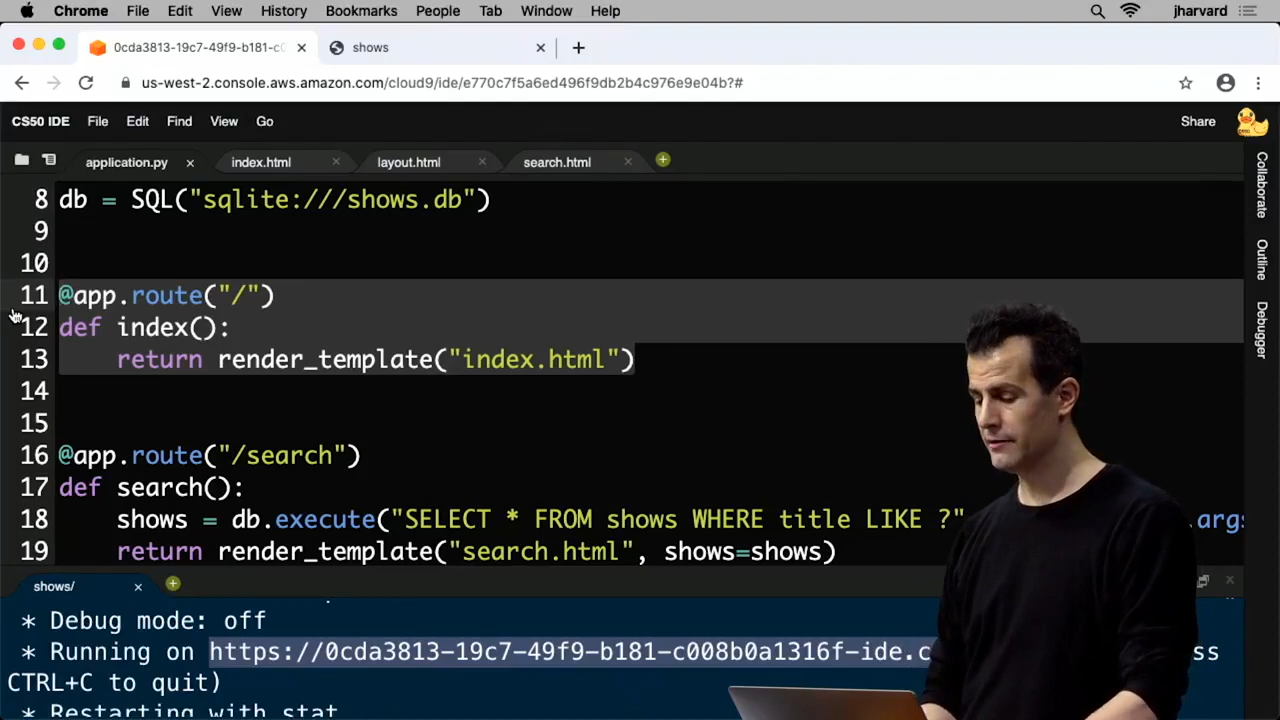 Chrome File Edit View History Bookmarks People Tab Window Help jharvard
0cda3813-19c7-49f9-b181-c0 shows
us-west-2.console.aws.amazon.com/cloud9/ide/e770c7f5a6ed496f9db2b4c976e9e04b?#
CS50 IDE File Edit Find View Go Share
application.py index.html layout.html search.html
Collaborate
Outline
Debugger
8 db = SQL("sqlite:///shows.db")
9
10
11 @app.route("/")
12 def index():
13 return render_template("index.html")
14
15
16 @app.route("/search")
17 def search():
18 shows = db.execute("SELECT * FROM shows WHERE title LIKE ?" .args
19 return render_template("search.html", shows=shows)
shows/
* Debug mode: off
* Running on https://0cda3813-19c7-49f9-b181-c008b0a1316f-ide.c
CTRL+C to quit)
* Restarting with stat